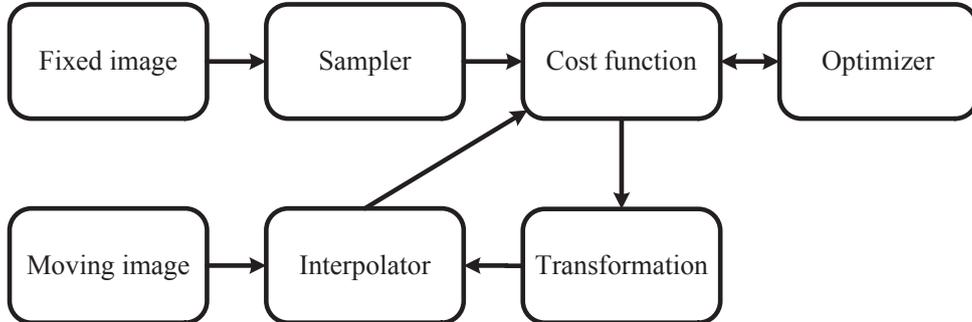 Fixed image
Sampler
Cost function
Optimizer
Moving image
Interpolator
Transformation